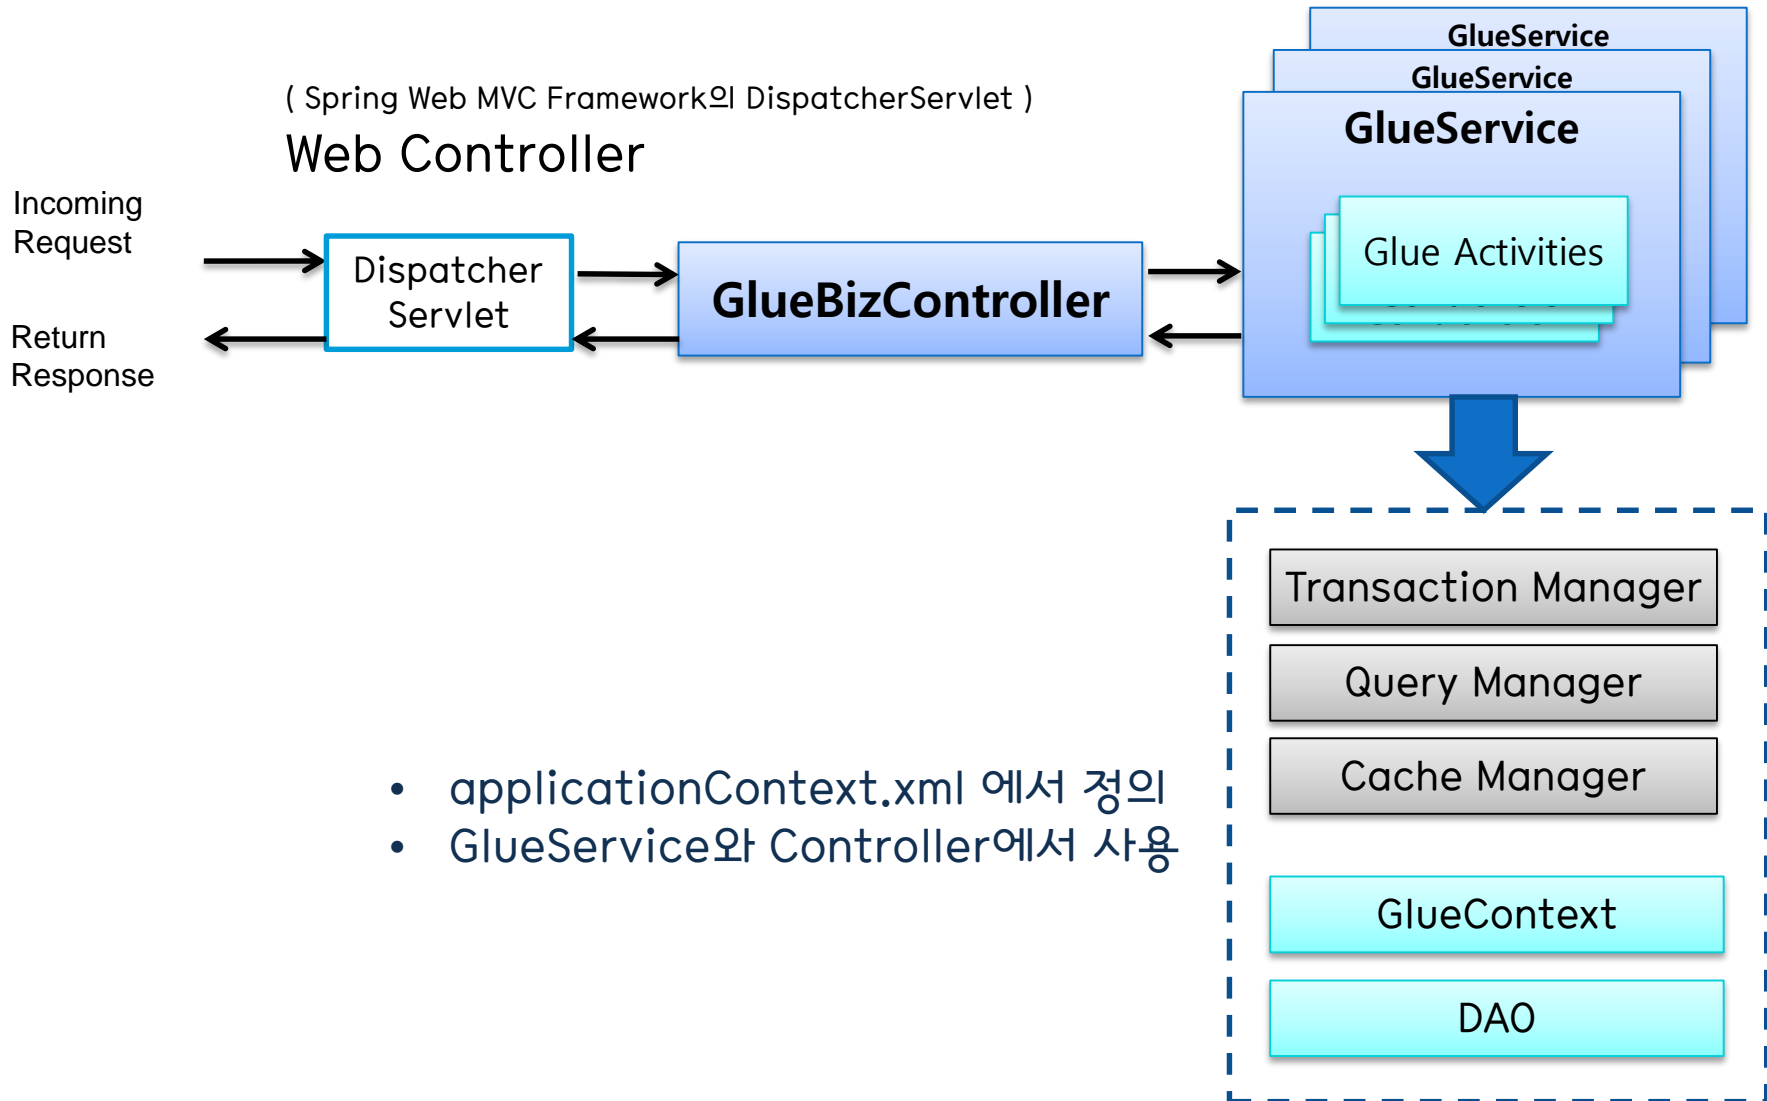 GlueService
GlueService
GlueService
( Spring Web MVC Framework의 DispatcherServlet )
Web Controller
Incoming
Request
Dispatcher
Servlet
GlueBizController
Glue Activities
Return
Response
Transaction Manager
Query Manager
Cache Manager
• applicationContext.xml 에서 정의
• GlueService와 Controller에서 사용
GlueContext
DAO